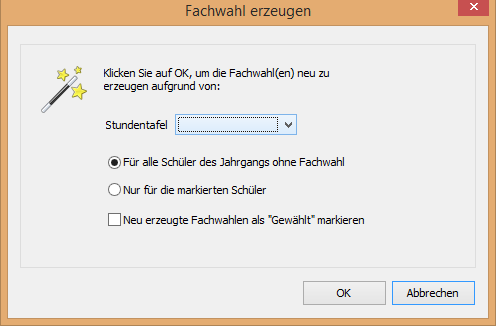 Fachwahl erzeugen
Klicken Sie auf OK, um die Fachwahl(en) neu zu
erzeugen aufgrund von:
Stundentafel
Für alle Schüler des Jahrgangs ohne Fachwahl
Nur für die markierten Schüler
Neu erzeugte Fachwahlen als "Gewählt" markieren
OK
Abbrechen